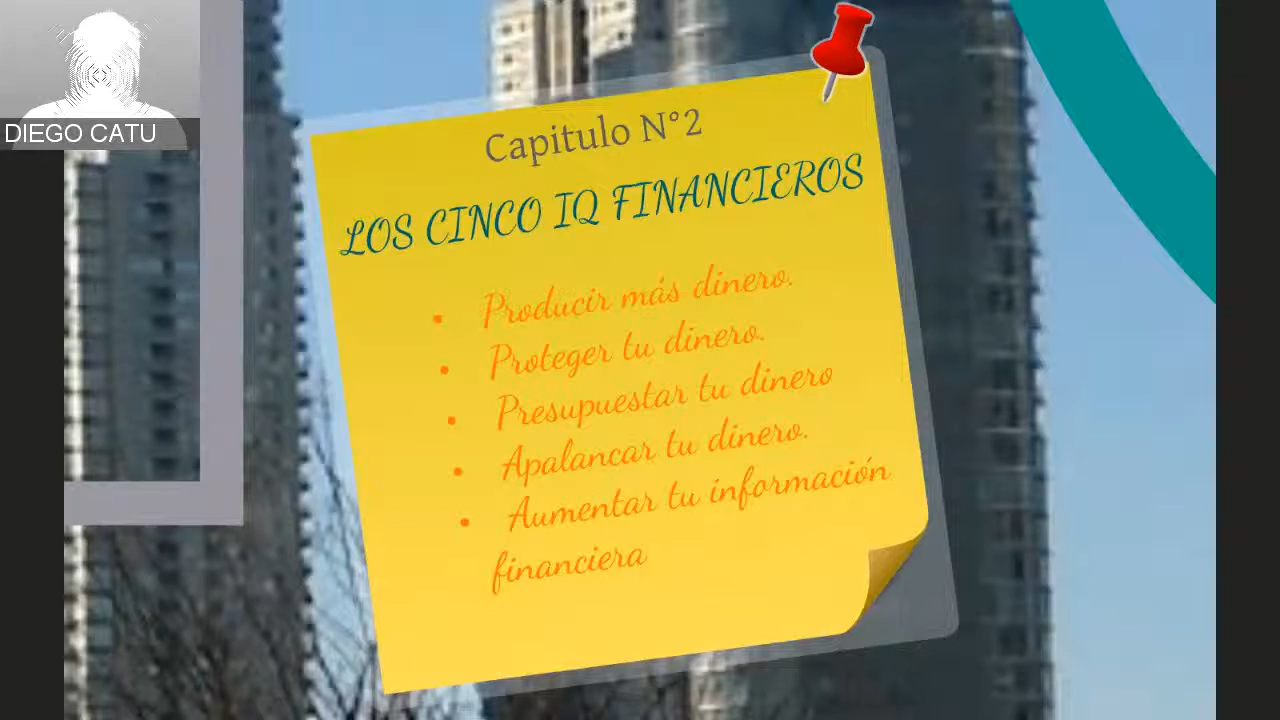 DIEGO CATU
Capitulo N°2
LOS CINCO IQ FINANCIEROS
• Producir más dinero.
• Proteger tu dinero.
• Presupuestar tu dinero
• Apalancar tu dinero.
• Aumentar tu información
financiera